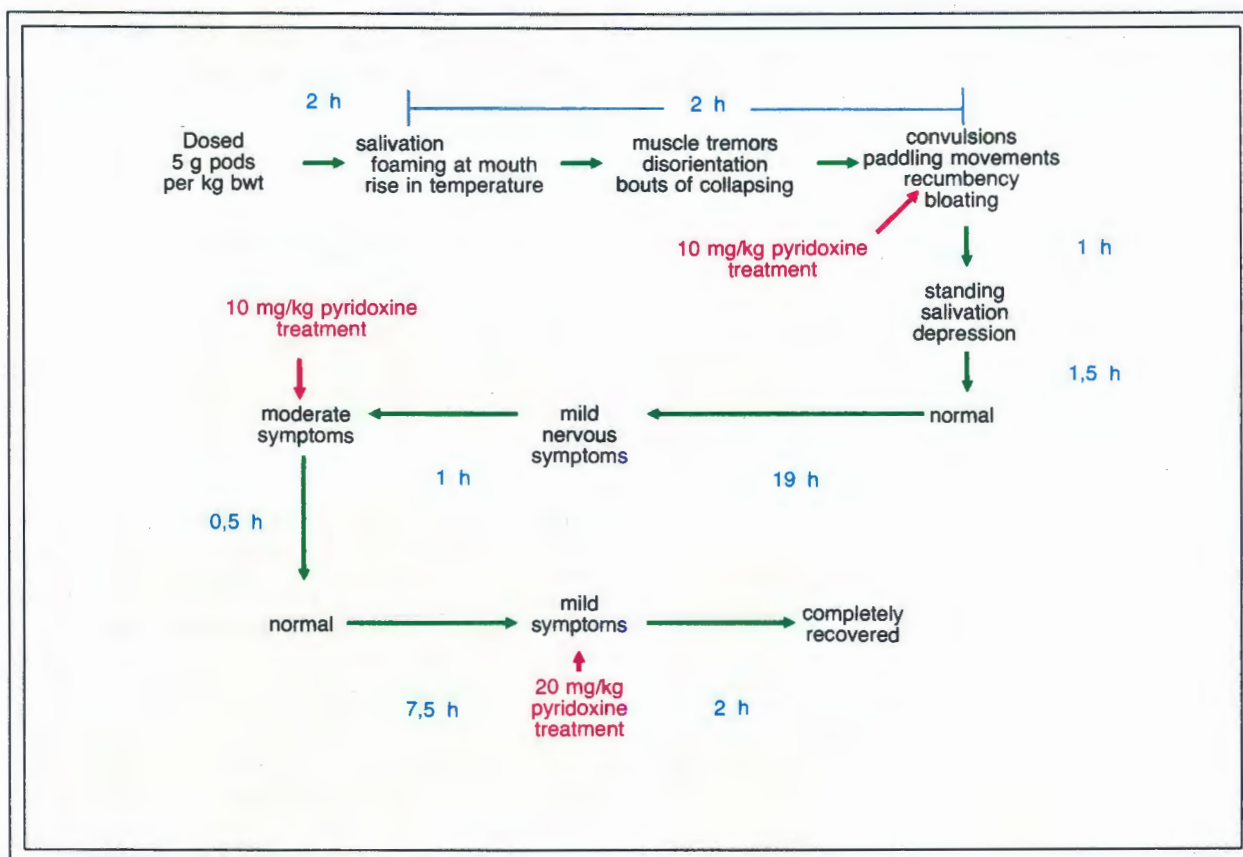 2 h
2 h
Dosed
5 g pods
per kg bwt
salivation
foaming at mouth
rise in temperature
muscle tremors
disorientation
bouts of collapsing
convulsions
paddling movements
recumbency
bloating
10 mg/kg pyridoxine
treatment
1 h
standing
salivation
depression
1,5 h
10 mg/kg pyridoxine
treatment
moderate
symptoms
mild
nervous
symptoms
normal
1 h
19 h
0,5 h
normal
mild
symptoms
completely
recovered
7,5 h
20 mg/kg
pyridoxine
treatment
2 h